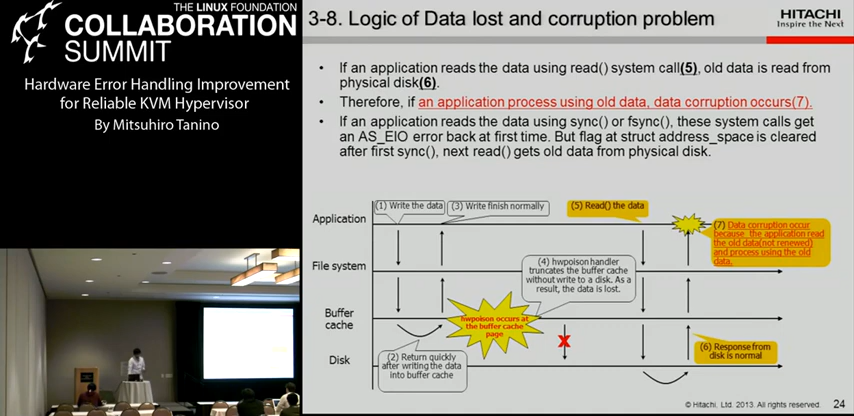 THE LINUX FOUNDATION
COLLABORATION
SUMMIT
Hardware Error Handling Improvement
for Reliable KVM Hypervisor
By Mitsuhiro Tanino
3-8. Logic of Data lost and corruption problem
HITACHI
Inspire the Next
• If an application reads the data using read() system call(5), old data is read from
physical disk(6).
• Therefore, if an application process using old data, data corruption occurs(7).
• If an application reads the data using sync() or fsync(), these system calls get
an AS_EIO error back at first time. But flag at struct address_space is cleared
after first sync(), next read() gets old data from physical disk.
(1) Write the data
(3) Write finish normally
(5) Read() the data
Application
(7) Data corruption occur
because the application read
the old data(not renewed)
and process using the old
data.
File system
(4) hwpoison handler
truncates the buffer cache
without write to a disk. As a
result, the data is lost.
Buffer
cache
hwpoison occurs at
the buffer cache
page
X
(2) Return quickly
after writing the data
into buffer cache
(6) Response from
disk is normal
Disk
© Hitachi, Ltd. 2013. All rights reserved.
24